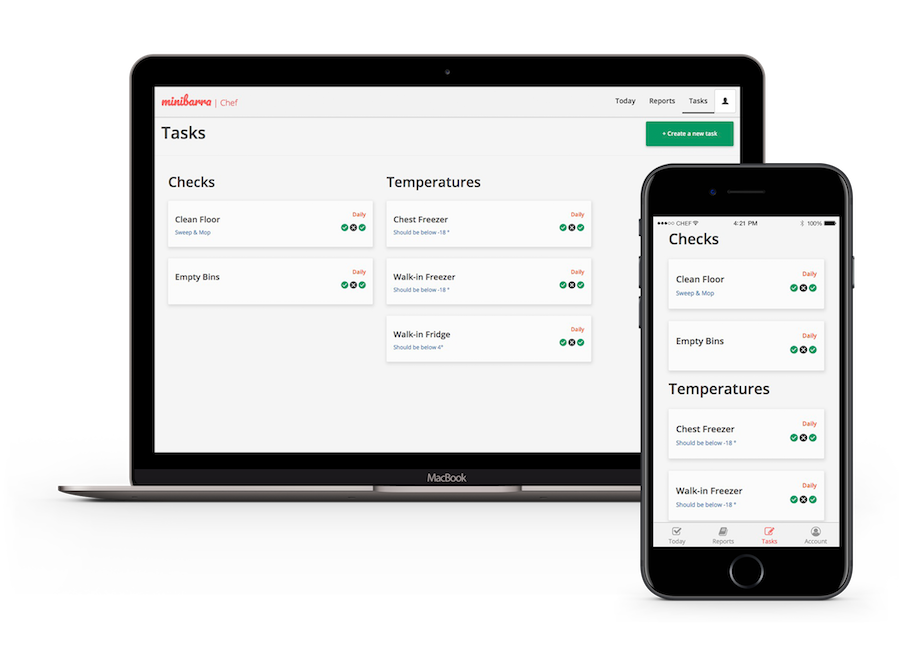 minibarra | Chef
Today Reports Tasks
Tasks
+ Create a new task
Checks
Clean Floor
Daily
Sweep & Mop
Empty Bins
Daily
Temperatures
Chest Freezer
Daily
Should be below -18 °
Walk-in Freezer
Daily
Should be below -18 °
Walk-in Fridge
Daily
Should be below 4°
MacBook
CHEF 4:21 PM 100%
Checks
Clean Floor
Daily
Sweep & Mop
Empty Bins
Daily
Temperatures
Chest Freezer
Daily
Should be below -18 °
Walk-in Freezer
Daily
Should be below -18 °
Today Reports Tasks Account